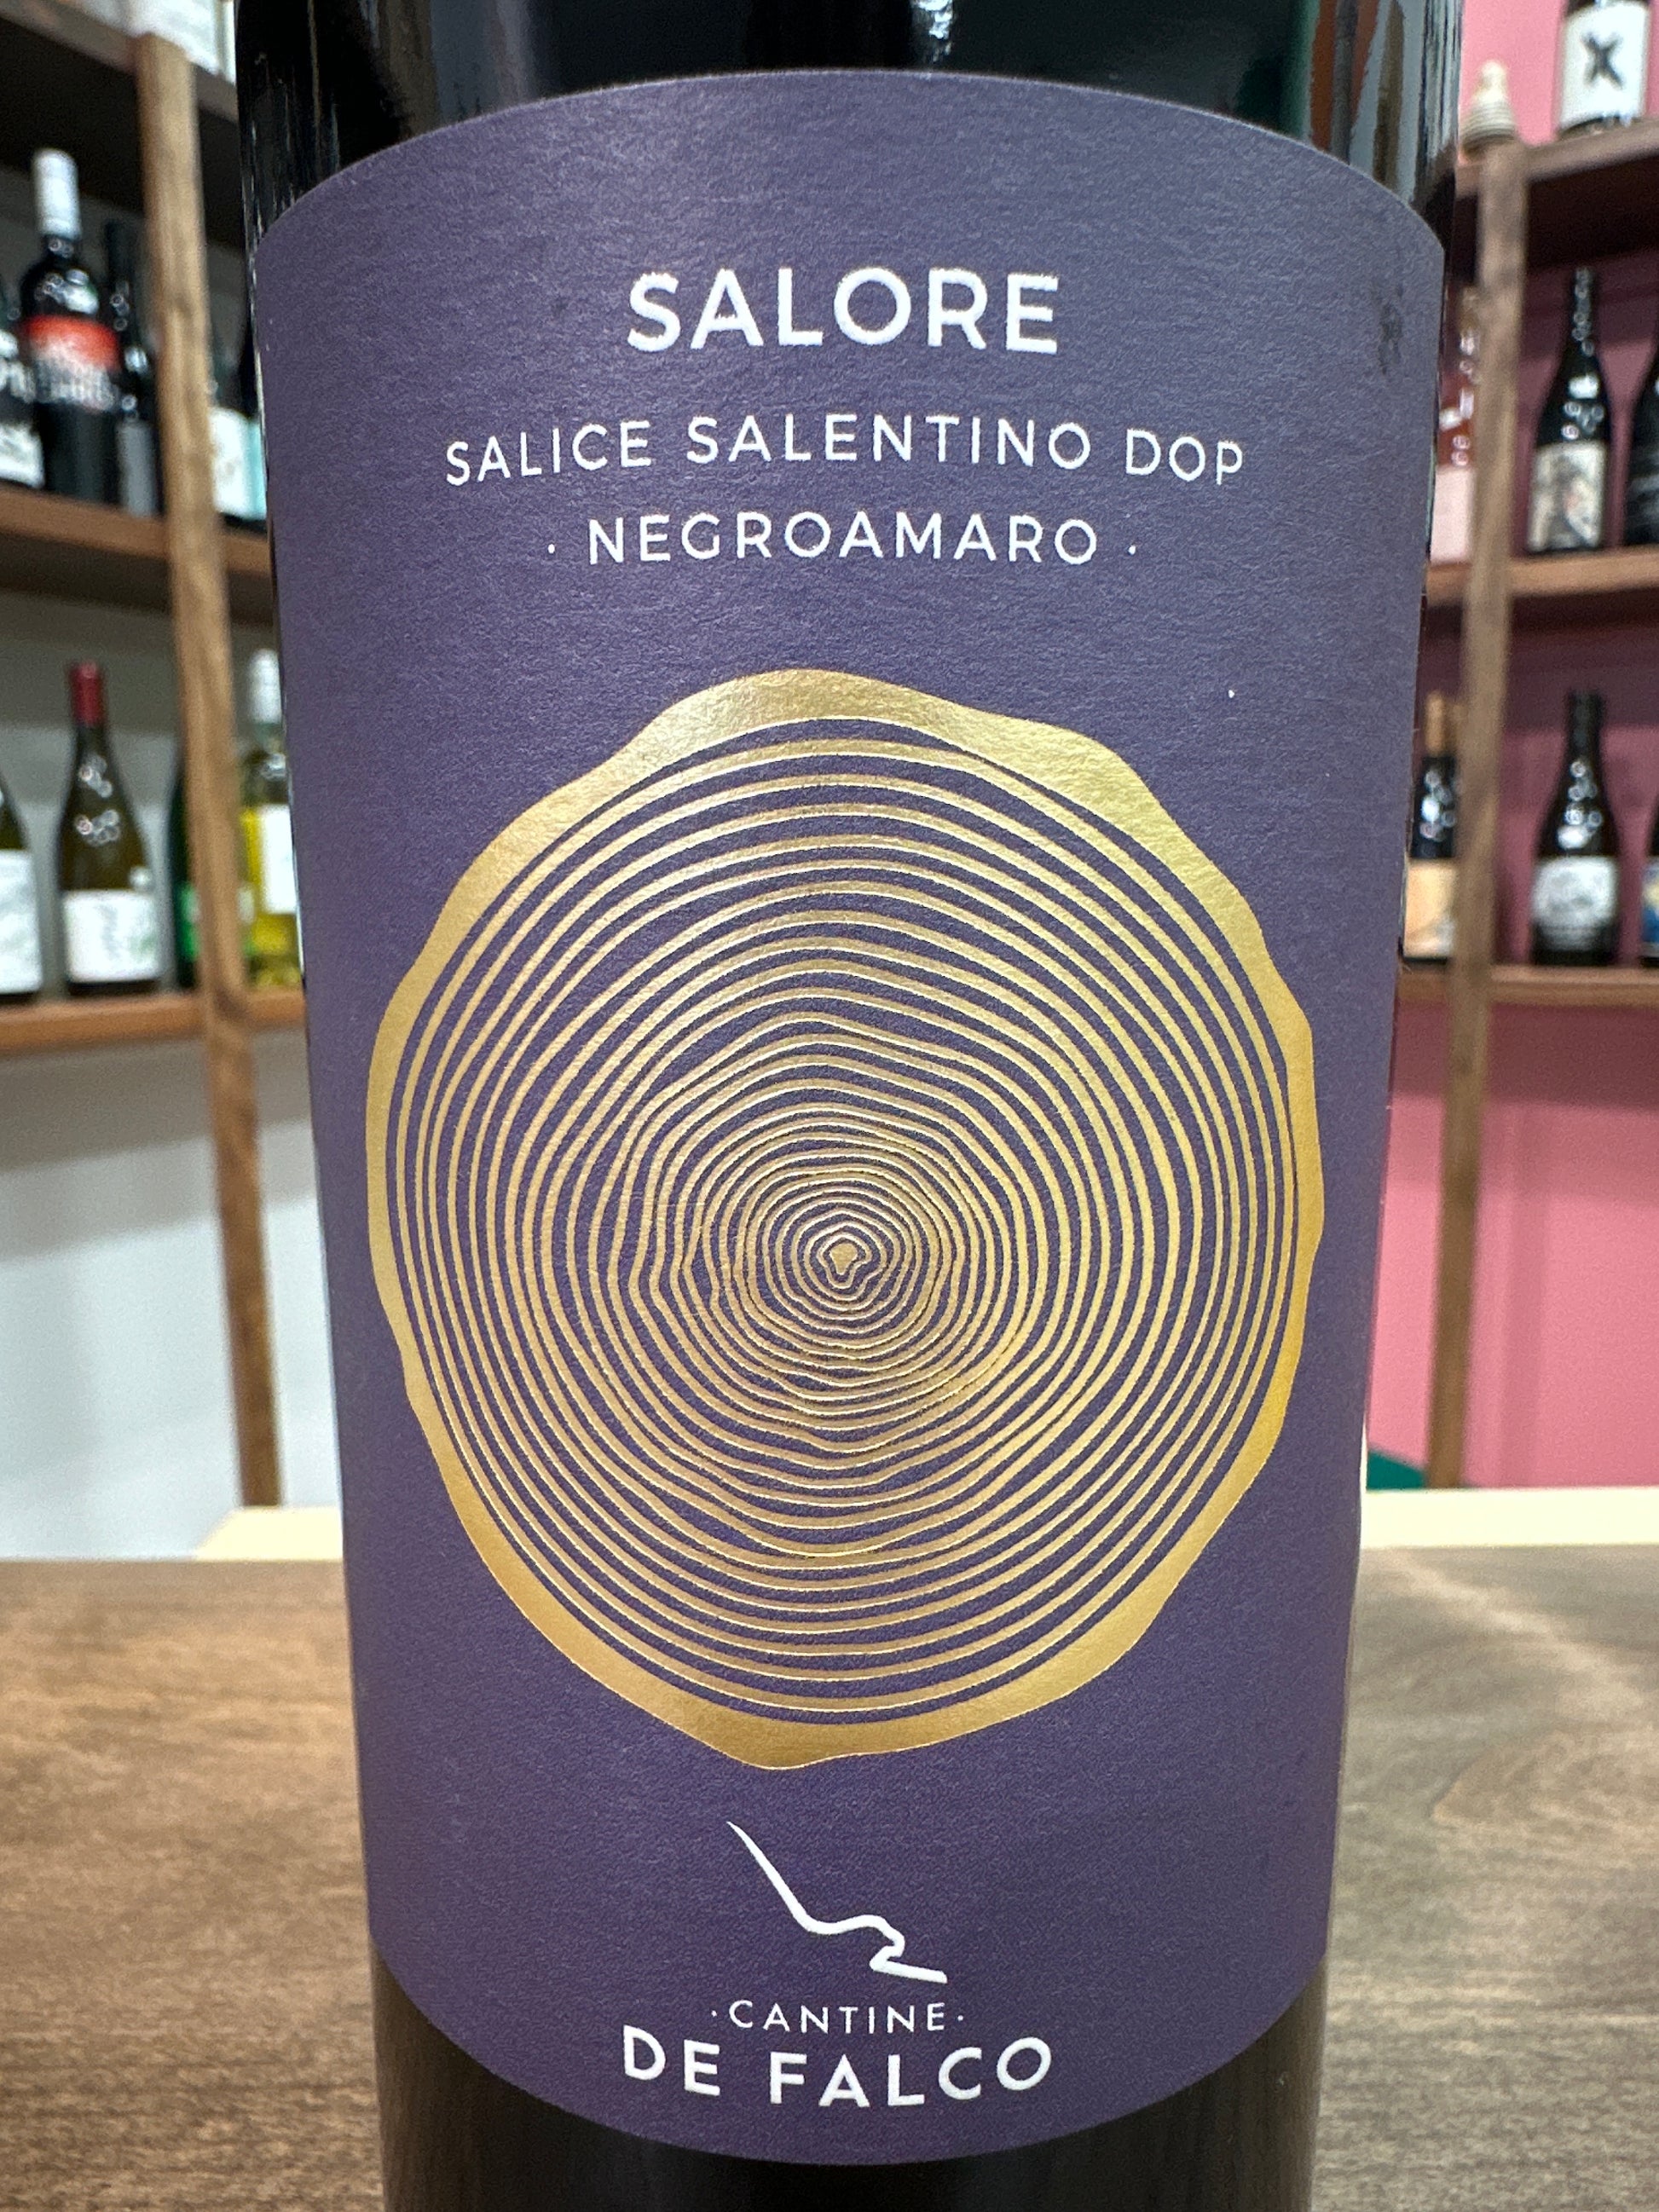 SALORE
SALICE SALENTINO DOP
· NEGROAMARO ·
·CANTINE·
DE FALCO
X